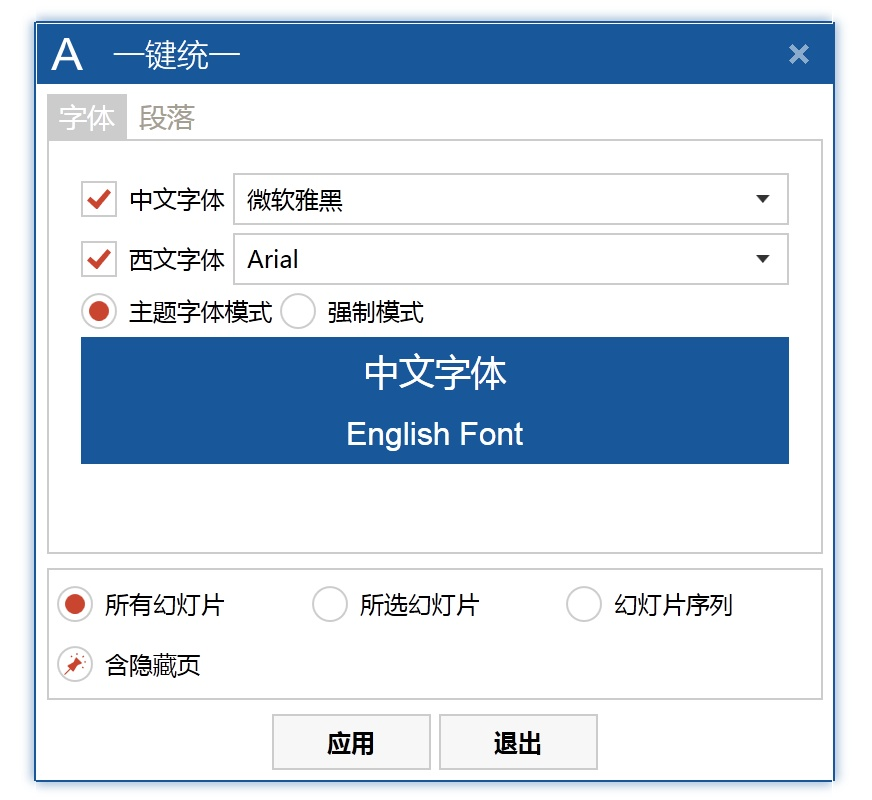 A 一键统一
字体 段落
中文字体 微软雅黑
西文字体 Arial
主题字体模式 强制模式
中文字体
English Font
所有幻灯片 所选幻灯片 幻灯片序列
含隐藏页
应用 退出